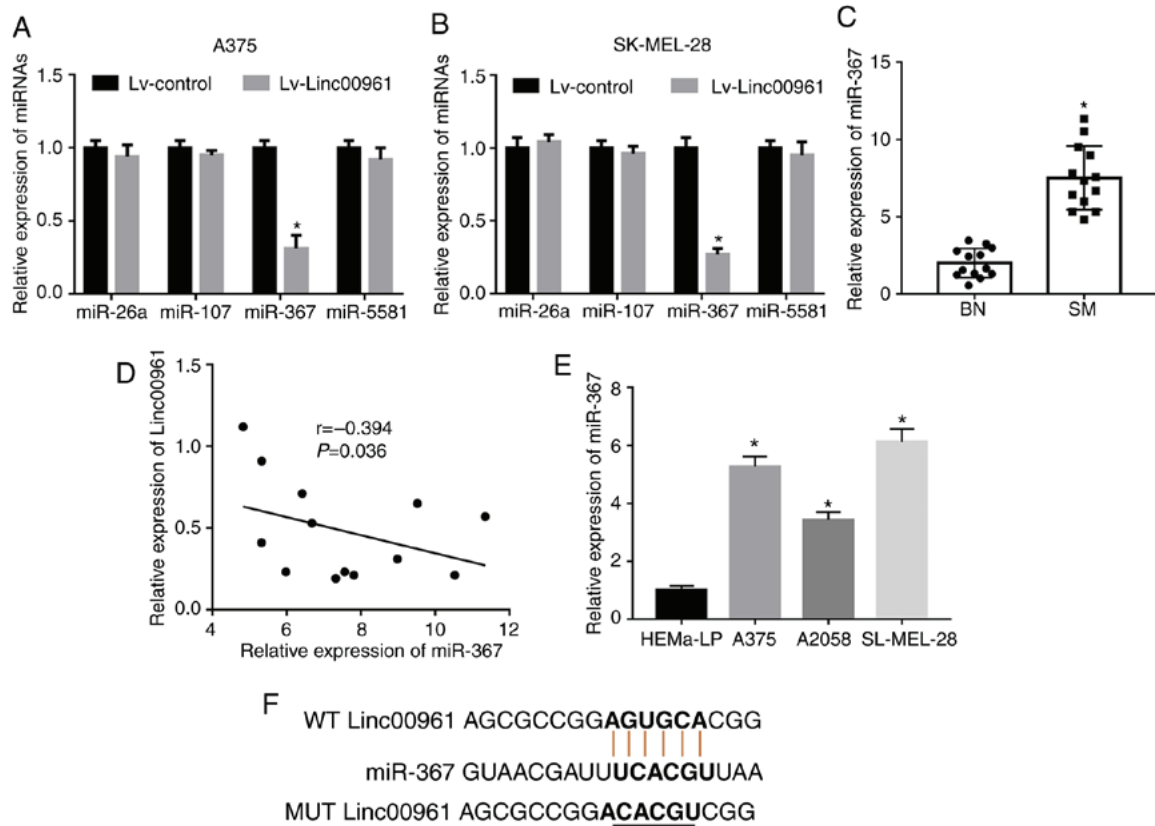 A
A375
Relative expression of miRNAs
1.5
1.0
0.5
0.0
Lv-control
Lv-Linc00961
*
miR-26a
miR-107
miR-367
miR-5581
B
SK-MEL-28
Relative expression of miRNAs
1.5
1.0
0.5
0.0
Lv-control
Lv-Linc00961
*
miR-26a
miR-107
miR-367
miR-5581
C
Relative expression of miR-367
15
10
5
0
*
BN
SM
D
Relative expression of Linc00961
1.5
1.0
0.5
0.0
r=−0.394
P=0.036
4
6
8
10
12
Relative expression of miR-367
E
Relative expression of miR-367
8
6
4
2
0
*
*
*
HEMa-LP
A375
A2058
SL-MEL-28
F
WT Linc00961 AGCGCCGGAGUGCACGG
miR-367 GUAACGAUUUCACGUUAA
MUT Linc00961 AGCGCCGGACACGUCGG